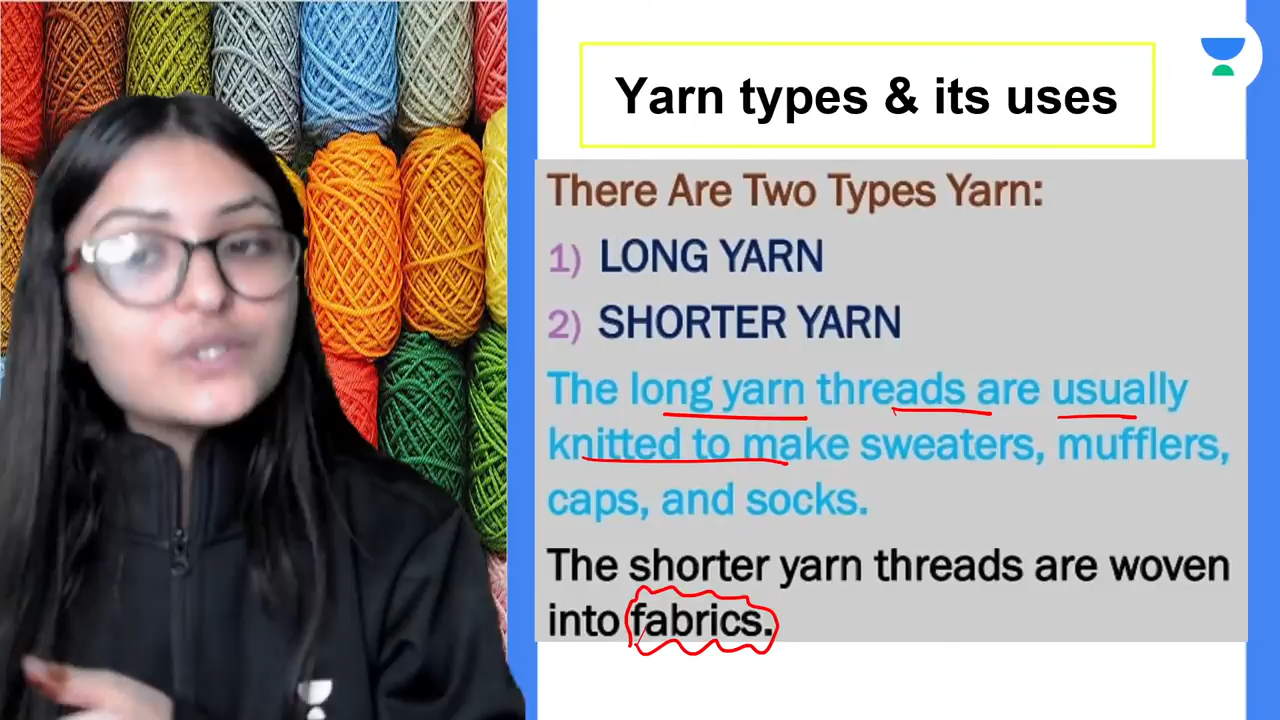 Yarn types & its uses
There Are Two Types Yarn:
1) LONG YARN
2) SHORTER YARN
The long yarn threads are usually
knitted to make sweaters, mufflers,
caps, and socks.
The shorter yarn threads are woven
into fabrics.